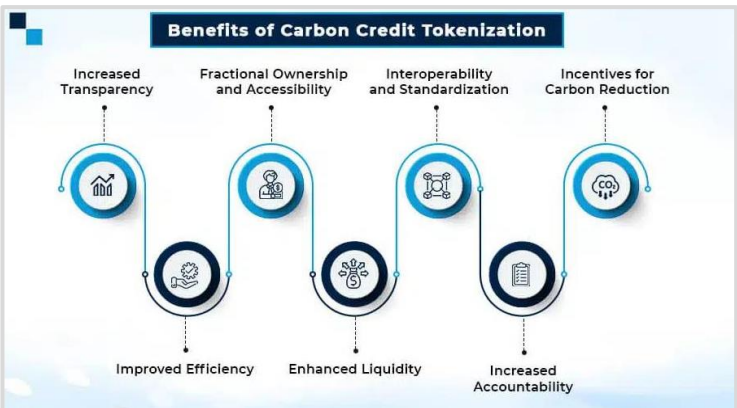 Benefits of Carbon Credit Tokenization
Increased
Transparency
Fractional Ownership
and Accessibility
Interoperability
and Standardization
Incentives for
Carbon Reduction
CO₂
$
Improved Efficiency
Enhanced Liquidity
Increased
Accountability